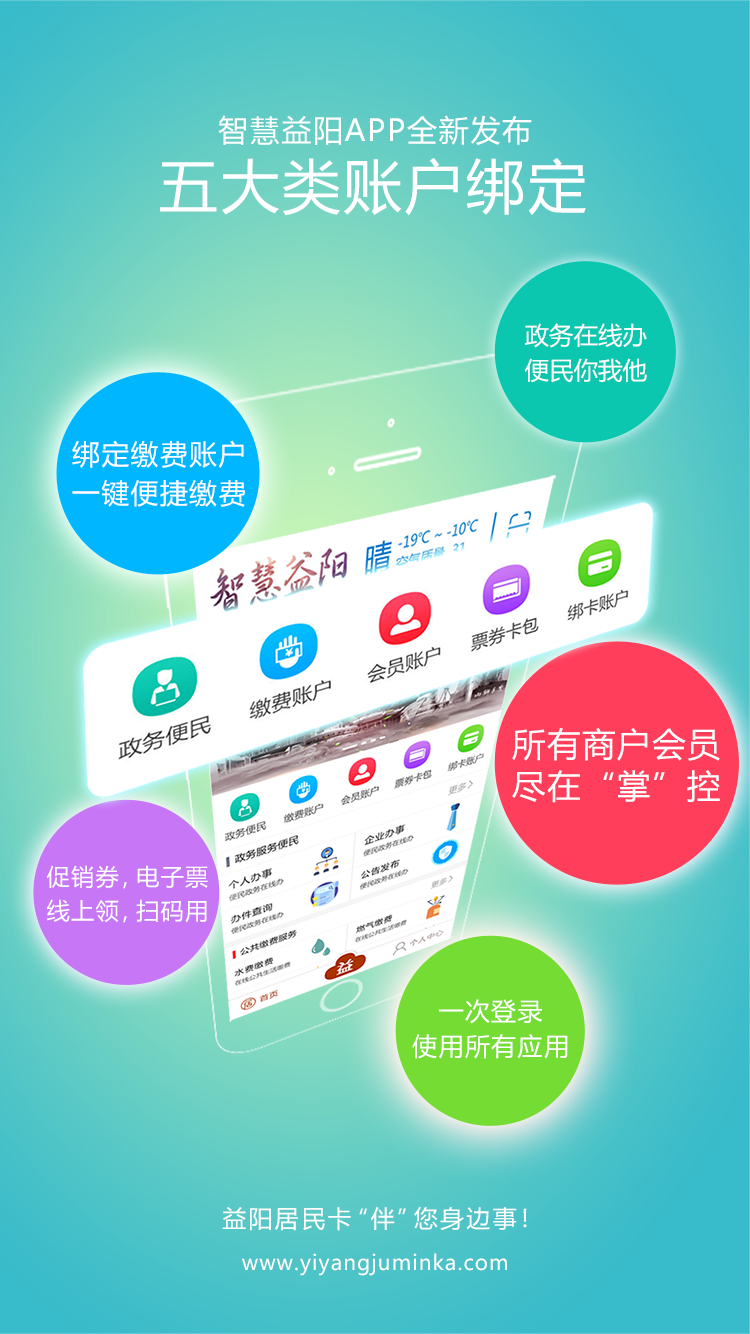 智慧益阳APP全新发布
五大类账户绑定
政务在线办
便民你我他
绑定缴费账户
一键便捷缴费
智慧益阳
晴
-19℃ ~ -10℃
空气质量 31
政务便民
缴费账户
会员账户
票券卡包
绑卡账户
所有商户会员
尽在“掌”控
政务便民
缴费账户
会员账户
票券卡包
绑卡账户
政务服务便民
更多>
个人办事
便民政务在线办
企业办事
便民政务在线办
办件查询
便民政务在线办
公告发布
便民政务在线办
公共缴费服务
更多>
水费缴费
在线公共生活缴费
燃气缴费
在线公共生活缴费
首页
益
个人中心
促销券, 电子票
线上领, 扫码用
一次登录
使用所有应用
益阳居民卡“伴”您身边事!
www.yiyangjuminka.com